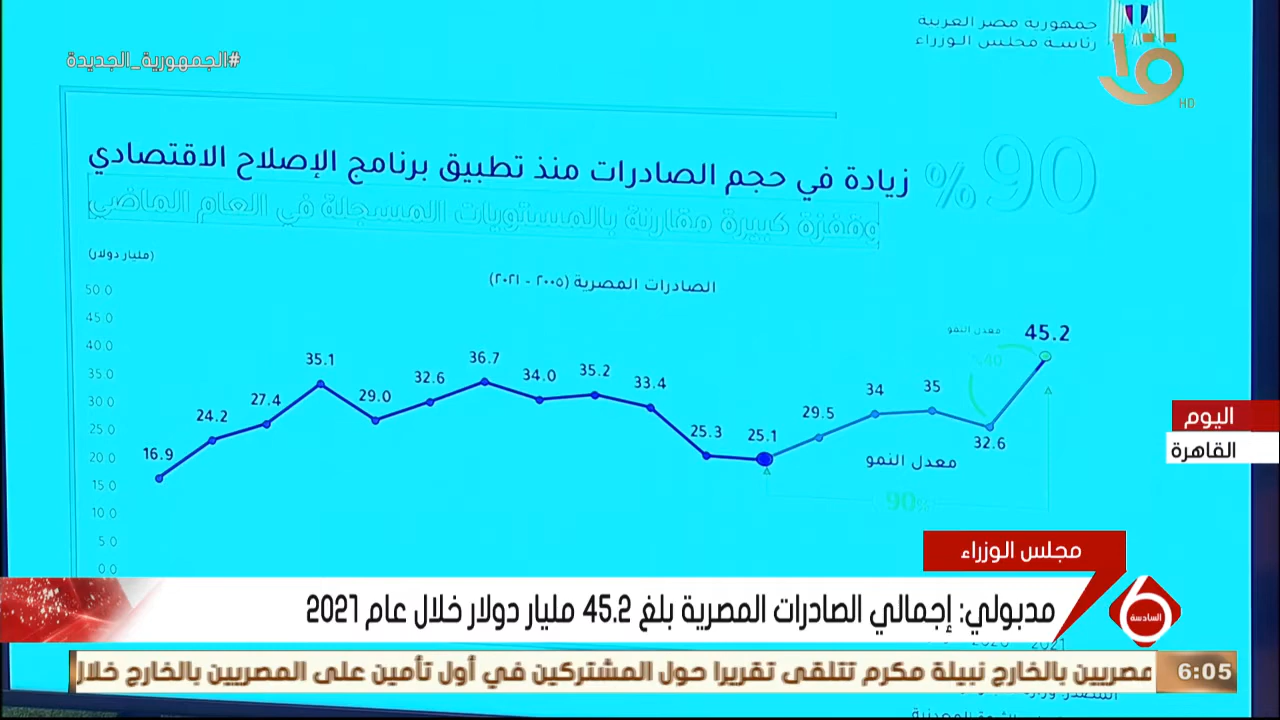 جمهورية مصر العربية
رئاسة مجلس الوزراء
#الجمهورية_الجديدة
HD
90%
زيادة في حجم الصادرات منذ تطبيق برنامج الإصلاح الاقتصادي
وقفزة كبيرة مقارنة بالمستويات المسجلة في العام الماضي
(مليار دولار)
الصادرات المصرية (٢٠٠٥ - ٢٠٢١)
50.0
45.0
40.0
35.0
30.0
25.0
20.0
15.0
10.0
5.0
0.0
16.9
24.2
27.4
35.1
29.0
32.6
36.7
34.0
35.2
33.4
25.3
25.1
29.5
34
35
32.6
45.2
معدل النمو
%40
معدل النمو
90%
اليوم
القاهرة
مجلس الوزراء
السادسة
مدبولي: إجمالي الصادرات المصرية بلغ 45.2 مليار دولار خلال عام 2021
6:05
بالخارج نبيلة مكرم تتلقى تقريرا حول المشتركين في أول تأمين على المصريين بالخارج خلال